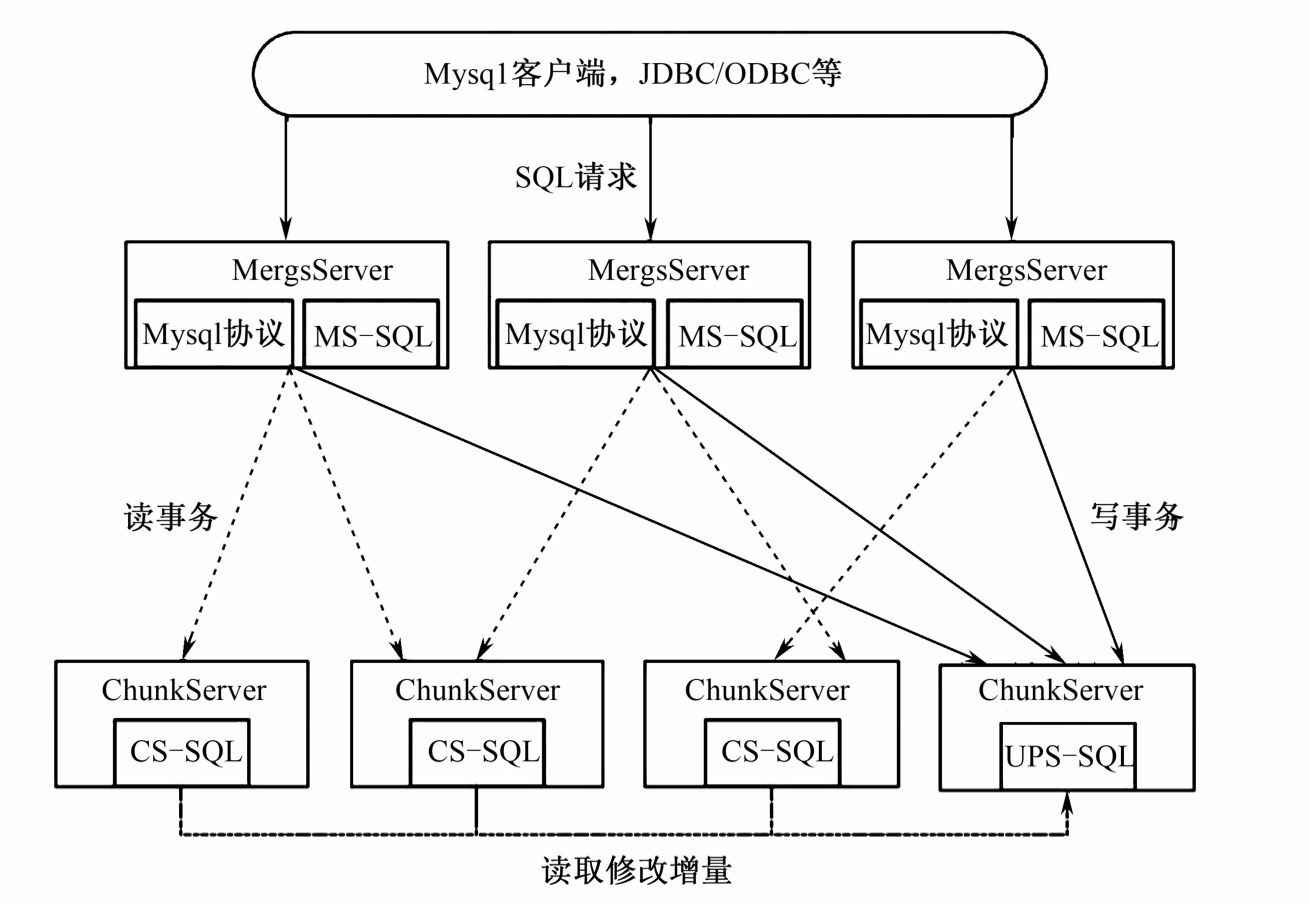 Mysq1客户端，JDBC/ODBC等
SQL请求
MergsServer
MergsServer
MergsServer
Mysql协议
MS-SQL
Mysql协议
MS-SQL
Mysql协议
MS-SQL
读事务
写事务
ChunkServer
ChunkServer
ChunkServer
ChunkServer
CS-SQL
CS-SQL
CS-SQL
UPS-SQL
读取修改增量